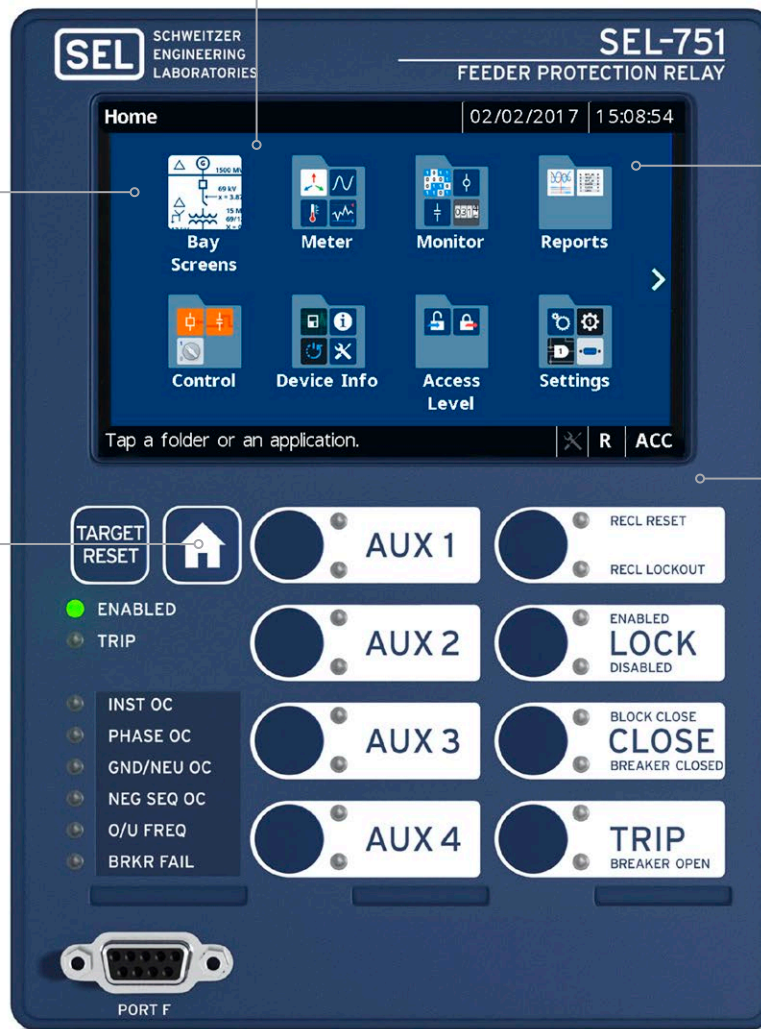 SEL
SCHWEITZER
ENGINEERING
LABORATORIES
SEL-751
FEEDER PROTECTION RELAY
Home 02/02/2017 15:08:54
Bay
Screens
Meter
Monitor
Reports
Control
Device Info
Access
Level
Settings
Tap a folder or an application. R ACC
TARGET
RESET
ENABLED
TRIP
INST OC
PHASE OC
GND/NEU OC
NEG SEQ OC
O/U FREQ
BRKR FAIL
AUX 1
AUX 2
AUX 3
AUX 4
RECL RESET
RECL LOCKOUT
ENABLED
LOCK
DISABLED
BLOCK CLOSE
CLOSE
BREAKER CLOSED
TRIP
BREAKER OPEN
PORT F